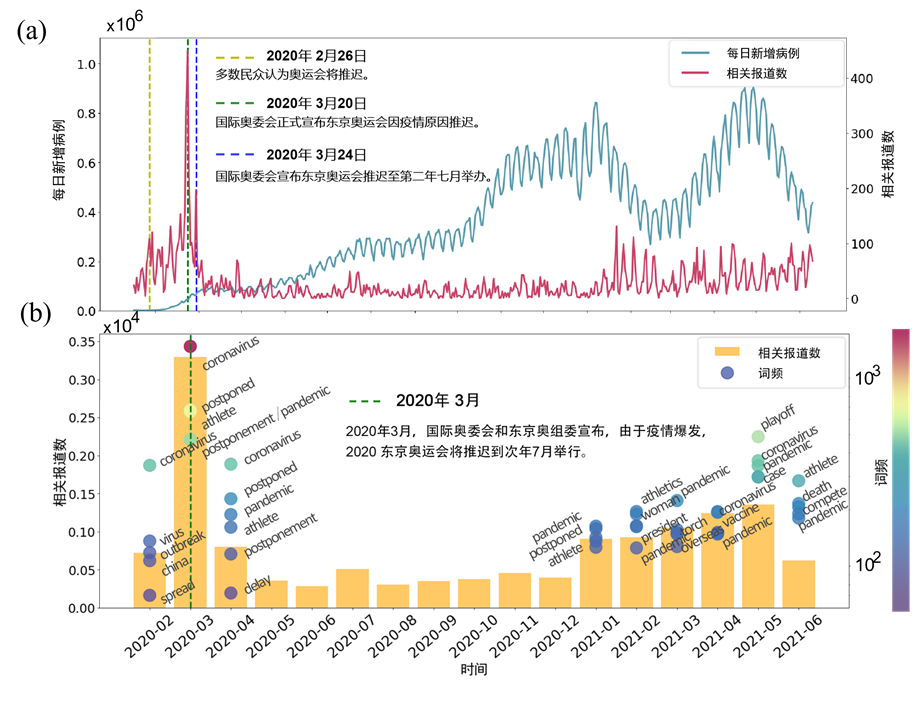 (a)
x10⁶
1.0
0.8
0.6
0.4
0.2
0.0
每日新增病例
2020年 2月26日
多数民众认为奥运会将推迟。
2020年 3月20日
国际奥委会正式宣布东京奥运会因疫情原因推迟。
2020年 3月24日
国际奥委会宣布东京奥运会推迟至第二年七月举办。
每日新增病例
相关报道数
400
300
200
100
0
相关报道数
(b)
x10⁴
0.35
0.30
0.25
0.20
0.15
0.10
0.05
0.00
相关报道数
coronavirus
postponed
athlete
postponement/pandemic
coronavirus
virus
outbreak
china
spread
coronavirus
postponed
pandemic
athlete
postponement
delay
2020年 3月
2020年3月，国际奥委会和东京奥组委宣布，由于疫情爆发，
2020 东京奥运会将推迟到次年7月举行。
相关报道数
词频
pandemic
postponed
athlete
athletics
woman
president
pandemic
pandemic
torch
oversea
coronavirus
vaccine
pandemic
playoff
coronavirus
pandemic
case
athlete
death
compete
pandemic
10³
10²
词频
2020-02
2020-03
2020-04
2020-05
2020-06
2020-07
2020-08
2020-09
2020-10
2020-11
2020-12
2021-01
2021-02
2021-03
2021-04
2021-05
2021-06
时间